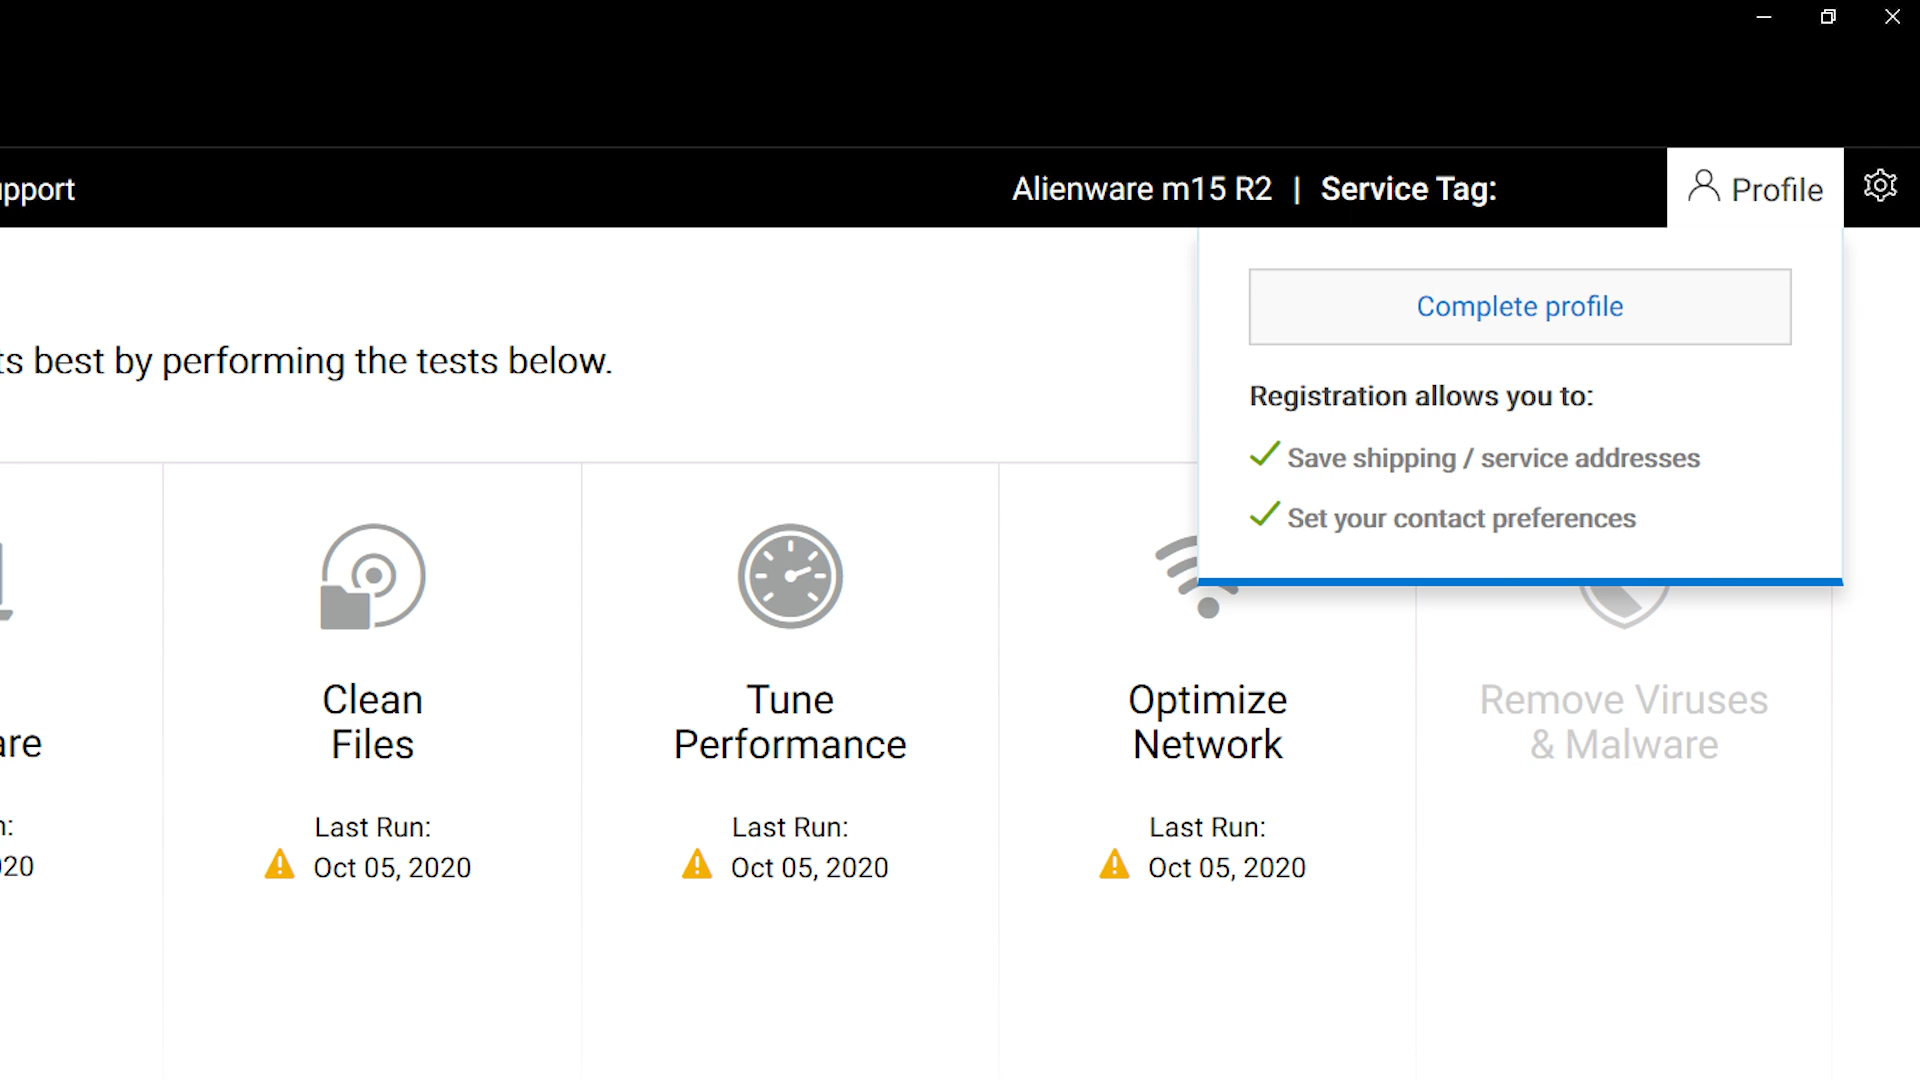 upport
Alienware m15 R2 | Service Tag:
Profile
Complete profile
Registration allows you to:
Save shipping / service addresses
Set your contact preferences
ts best by performing the tests below.
are
n:
020
Clean
Files
Last Run:
Oct 05, 2020
Tune
Performance
Last Run:
Oct 05, 2020
Optimize
Network
Last Run:
Oct 05, 2020
Remove Viruses
& Malware